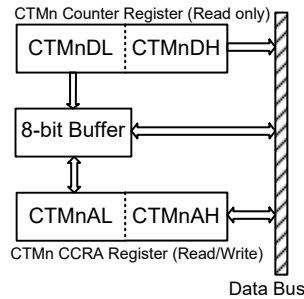 CTMn Counter Register (Read only)
CTMnDL CTMnDH
8-bit Buffer
CTMnAL CTMnAH
CTMn CCRA Register (Read/Write)
Data Bus